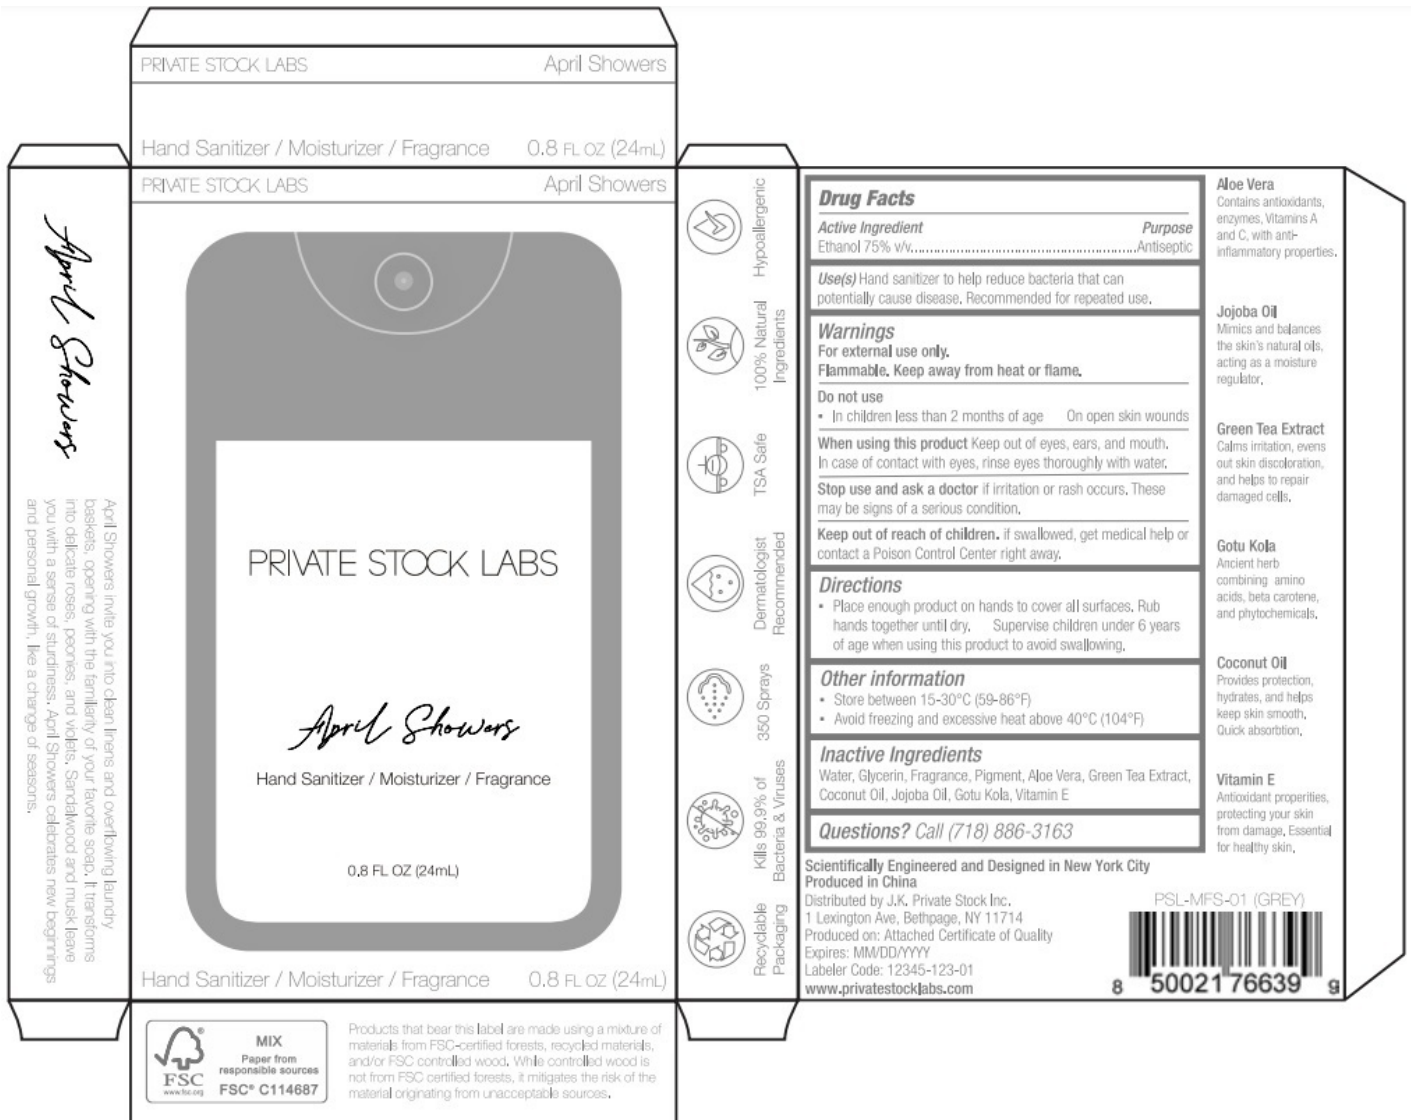 PRIVATE STOCK LABS April Showers
Hand Sanitizer / Moisturizer / Fragrance 0.8 FL OZ (24mL)
PRIVATE STOCK LABS April Showers
April Showers
April Showers invite you into clean linens and overflowing laundry
baskets, opening with the familiarity of your favorite soap. It transforms
into delicate roses, peonies, and violets. Sandalwood and musk leave
you with a sense of sturdiness. April Showers celebrates new beginnings
and personal growth, like a change of seasons.
PRIVATE STOCK LABS
April Showers
Hand Sanitizer / Moisturizer / Fragrance
0.8 FL OZ (24mL)
Hand Sanitizer / Moisturizer / Fragrance 0.8 FL OZ (24mL)
FSC
www.fsc.org
MIX
Paper from
responsible sources
FSC® C114687
Products that bear this label are made using a mixture of
materials from FSC-certified forests, recycled materials,
and/or FSC controlled wood. While controlled wood is
not from FSC certified forests, it mitigates the risk of the
material originating from unacceptable sources.
Hypoallergenic
100% Natural
Ingredients
TSA Safe
Dermatologist
Recommended
350 Sprays
Kills 99.9% of
Bacteria & Viruses
Recyclable
Packaging
Drug Facts
Active Ingredient Purpose
Ethanol 75% v/v..................................................Antiseptic
Use(s) Hand sanitizer to help reduce bacteria that can
potentially cause disease. Recommended for repeated use.
Warnings
For external use only.
Flammable. Keep away from heat or flame.
Do not use
▪ In children less than 2 months of age On open skin wounds
When using this product Keep out of eyes, ears, and mouth.
In case of contact with eyes, rinse eyes thoroughly with water.
Stop use and ask a doctor if irritation or rash occurs. These
may be signs of a serious condition.
Keep out of reach of children. if swallowed, get medical help or
contact a Poison Control Center right away.
Directions
▪ Place enough product on hands to cover all surfaces. Rub
hands together until dry. Supervise children under 6 years
of age when using this product to avoid swallowing.
Other information
▪ Store between 15-30°C (59-86°F)
▪ Avoid freezing and excessive heat above 40°C (104°F)
Inactive Ingredients
Water, Glycerin, Fragrance, Pigment, Aloe Vera, Green Tea Extract,
Coconut Oil, Jojoba Oil, Gotu Kola, Vitamin E
Questions? Call (718) 886-3163
Scientifically Engineered and Designed in New York City
Produced in China
Distributed by J.K. Private Stock Inc.
1 Lexington Ave, Bethpage, NY 11714
Produced on: Attached Certificate of Quality
Expires: MM/DD/YYYY
Labeler Code: 12345-123-01
www.privatestocklabs.com
Aloe Vera
Contains antioxidants,
enzymes, Vitamins A
and C, with anti-
inflammatory properties.
Jojoba Oil
Mimics and balances
the skin's natural oils,
acting as a moisture
regulator.
Green Tea Extract
Calms irritation, evens
out skin discoloration,
and helps to repair
damaged cells.
Gotu Kola
Ancient herb
combining amino
acids, beta carotene,
and phytochemicals.
Coconut Oil
Provides protection,
hydrates, and helps
keep skin smooth.
Quick absorbtion.
Vitamin E
Antioxidant properities,
protecting your skin
from damage. Essential
for healthy skin.
PSL-MFS-01 (GREY)
8 50021 76639 9